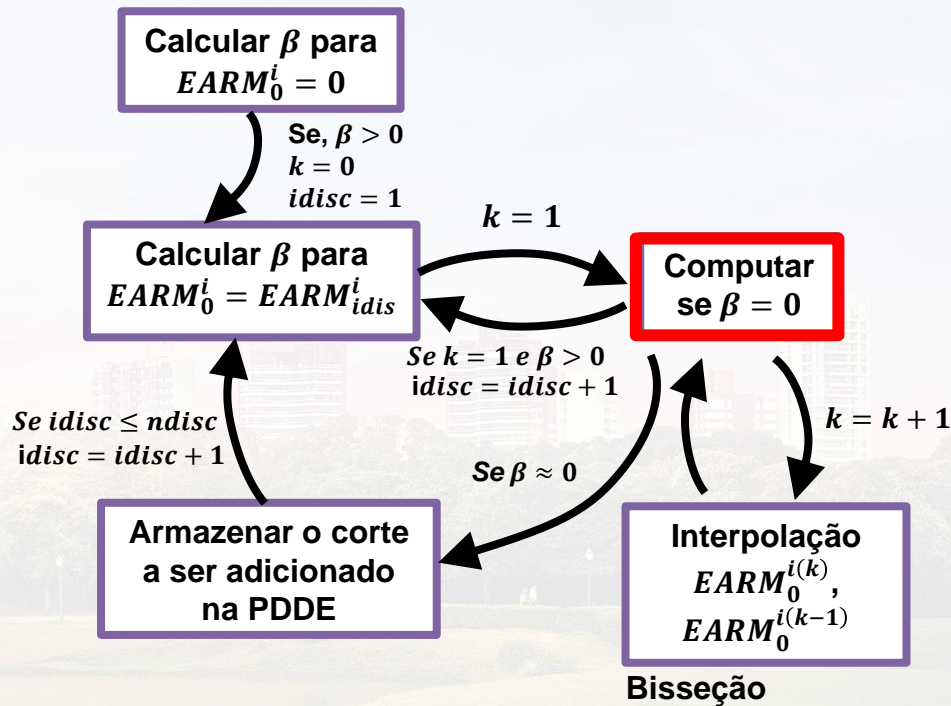 Calcular β para
EARM₀ⁱ = 0
Se, β > 0
k = 0
idisc = 1
k = 1
Calcular β para
EARM₀ⁱ = EARMⁱ_idis
Computar
se β = 0
Se k = 1 e β > 0
idisc = idisc + 1
Se idisc ≤ ndisc
idisc = idisc + 1
k = k + 1
Se β ≈ 0
Armazenar o corte
a ser adicionado
na PDDE
Interpolação
EARM₀^i(k),
EARM₀^i(k−1)
Bisseção